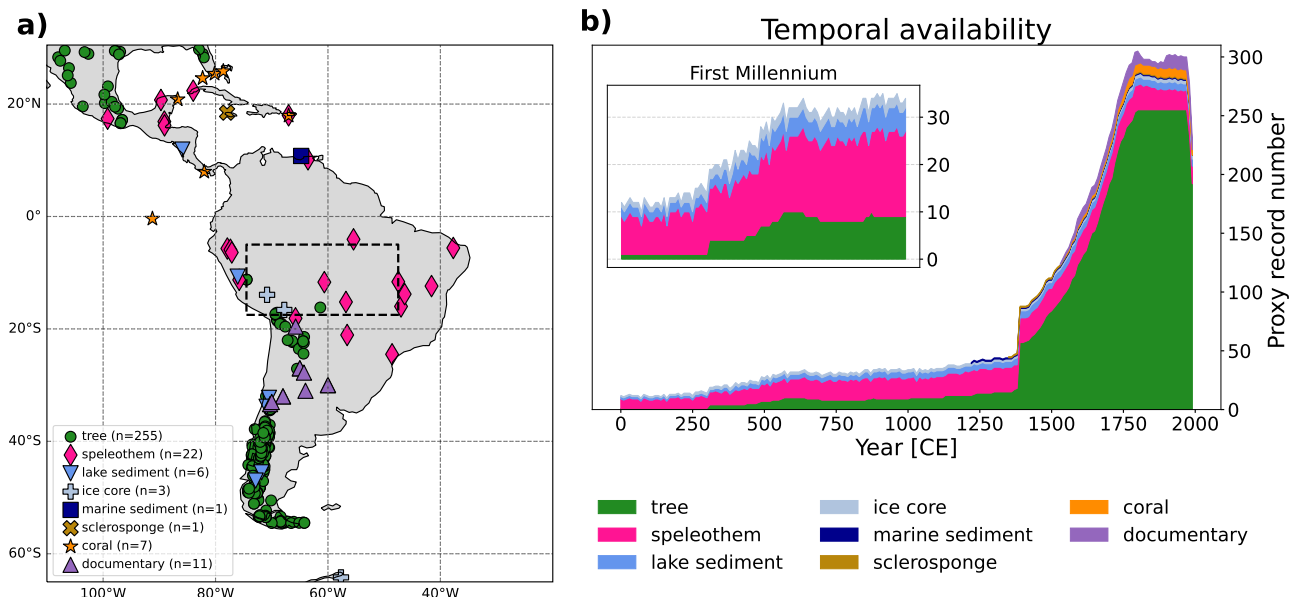 a)
20°N
0°
20°S
40°S
60°S
100°W
80°W
60°W
40°W
tree (n=255)
speleothem (n=22)
lake sediment (n=6)
ice core (n=3)
marine sediment (n=1)
sclerosponge (n=1)
coral (n=7)
documentary (n=11)
b)
Temporal availability
First Millennium
30
20
10
0
300
250
200
150
100
50
0
Proxy record number
0
250
500
750
1000
1250
1500
1750
2000
Year [CE]
tree
speleothem
lake sediment
ice core
marine sediment
sclerosponge
coral
documentary